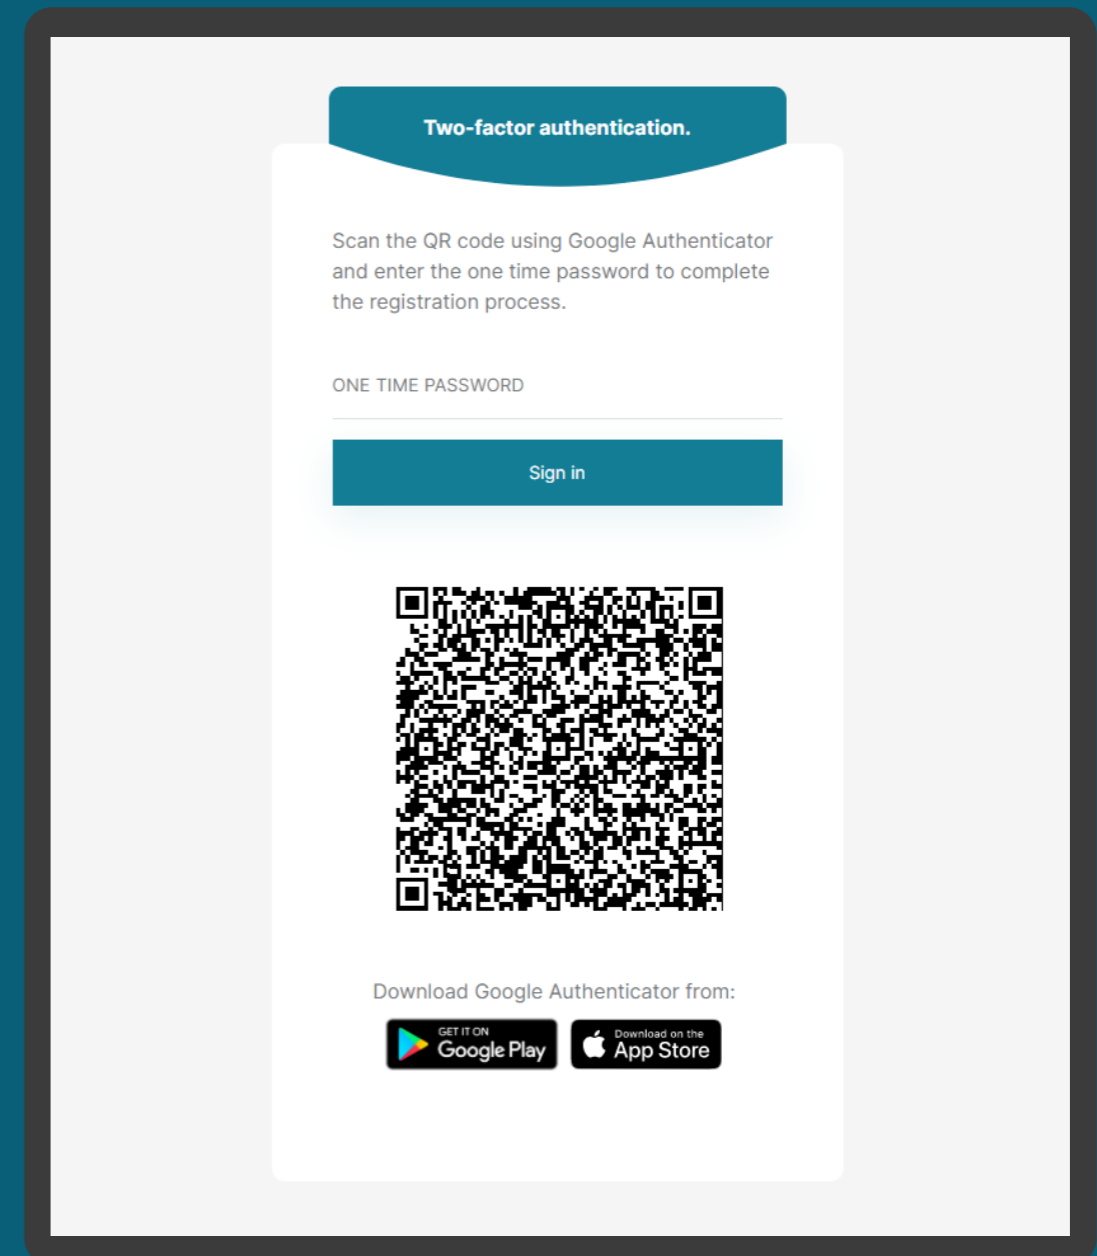 Two-factor authentication.
Scan the QR code using Google Authenticator
and enter the one time password to complete
the registration process.
ONE TIME PASSWORD
Sign in
Download Google Authenticator from:
GET IT ON
Google Play
Download on the
App Store